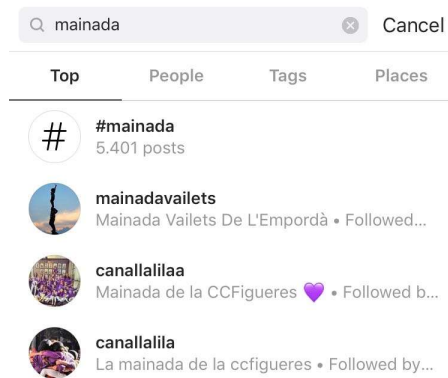 mainada
Cancel
Top People Tags Places
#
#mainada
5.401 posts
mainadavailets
Mainada Vailets De L'Empordà • Followed...
canallalilaa
Mainada de la CCFigueres 💜 • Followed b...
canallalila
La mainada de la ccfigueres • Followed by...